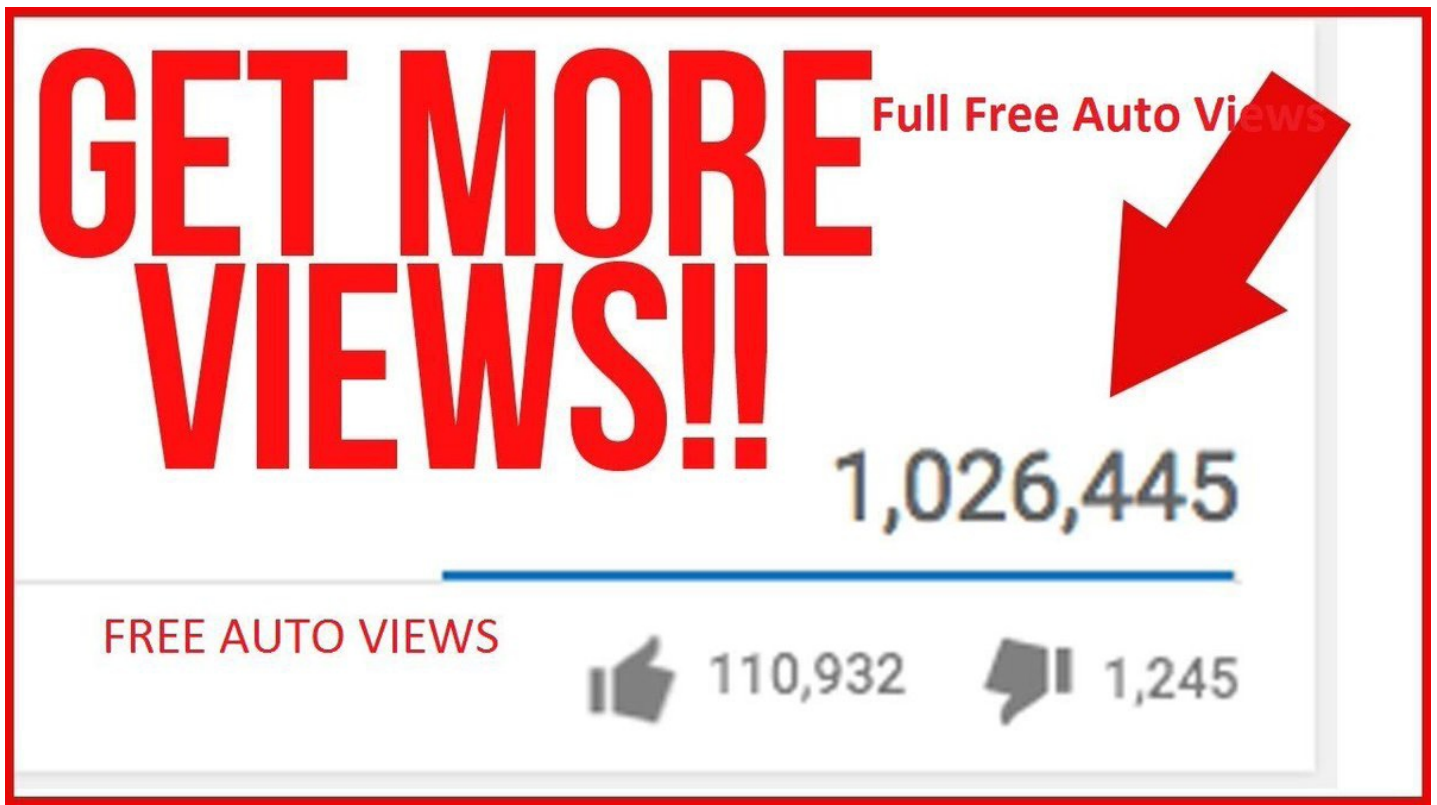 GET MORE
VIEWS!!
Full Free Auto Views
1,026,445
FREE AUTO VIEWS
110,932
1,245